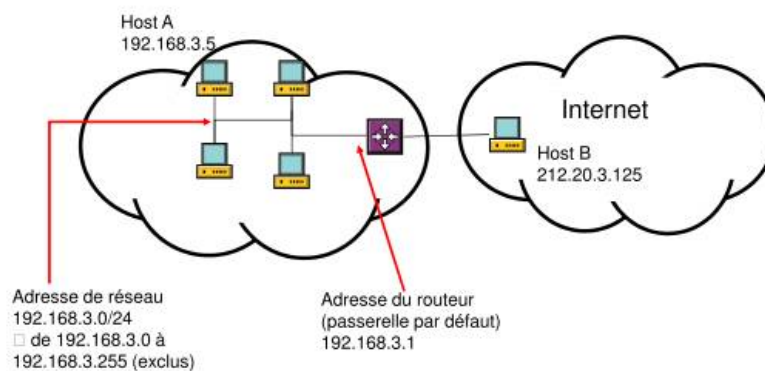 Host A
192.168.3.5
Internet
Host B
212.20.3.125
Adresse de réseau
192.168.3.0/24
□ de 192.168.3.0 à
192.168.3.255 (exclus)
Adresse du routeur
(passerelle par défaut)
192.168.3.1